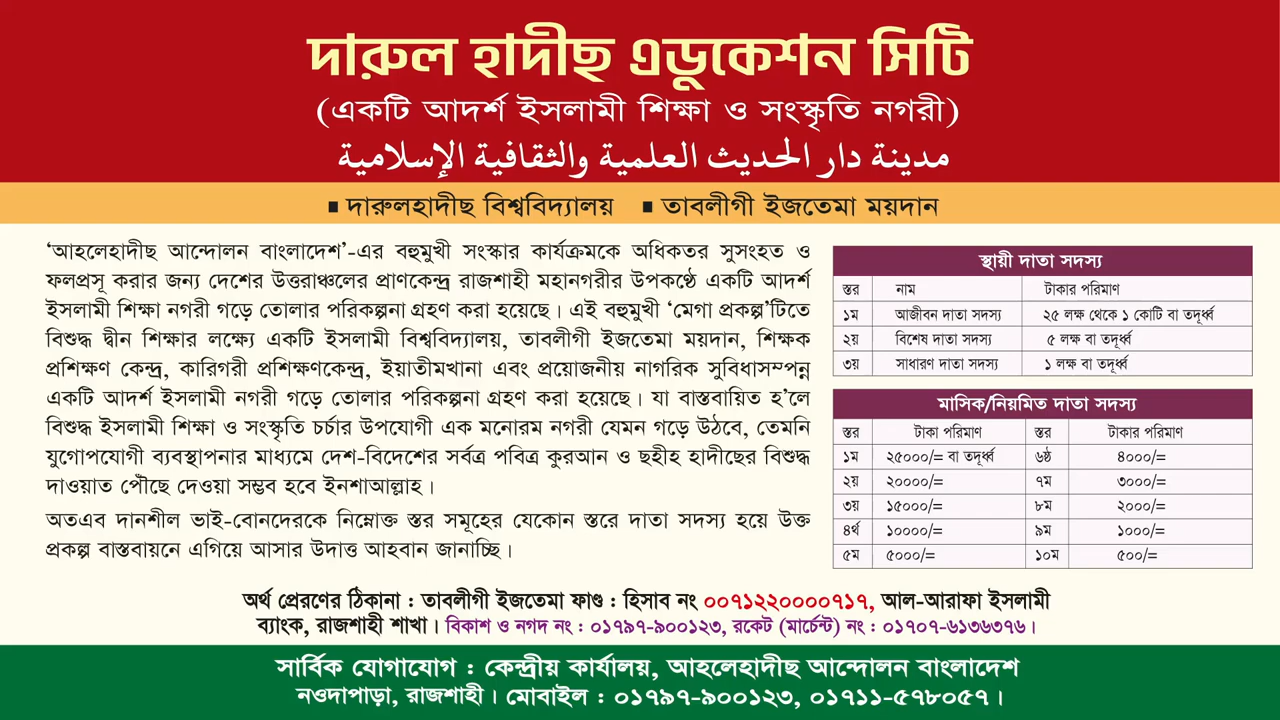 দারুল হাদীছ এডুকেশন সিটি
(একটি আদর্শ ইসলামী শিক্ষা ও সংস্কৃতি নগরী)
مدينة دار الحديث العلمية والثقافية الإسلامية
■ দারুলহাদীছ বিশ্ববিদ্যালয় ■ তাবলীগী ইজতেমা ময়দান
‘আহলেহাদীছ আন্দোলন বাংলাদেশ’-এর বহুমুখী সংস্কার কার্যক্রমকে অধিকতর সুসংহত ও
ফলপ্রসূ করার জন্য দেশের উত্তরাঞ্চলের প্রাণকেন্দ্র রাজশাহী মহানগরীর উপকণ্ঠে একটি আদর্শ
ইসলামী শিক্ষা নগরী গড়ে তোলার পরিকল্পনা গ্রহণ করা হয়েছে। এই বহুমুখী ‘মেগা প্রকল্প’টিতে
বিশুদ্ধ দ্বীন শিক্ষার লক্ষ্যে একটি ইসলামী বিশ্ববিদ্যালয়, তাবলীগী ইজতেমা ময়দান, শিক্ষক
প্রশিক্ষণ কেন্দ্র, কারিগরী প্রশিক্ষণকেন্দ্র, ইয়াতীমখানা এবং প্রয়োজনীয় নাগরিক সুবিধাসম্পন্ন
একটি আদর্শ ইসলামী নগরী গড়ে তোলার পরিকল্পনা গ্রহণ করা হয়েছে। যা বাস্তবায়িত হ’লে
বিশুদ্ধ ইসলামী শিক্ষা ও সংস্কৃতি চর্চার উপযোগী এক মনোরম নগরী যেমন গড়ে উঠবে, তেমনি
যুগোপযোগী ব্যবস্থাপনার মাধ্যমে দেশ-বিদেশের সর্বত্র পবিত্র কুরআন ও ছহীহ হাদীছের বিশুদ্ধ
দাওয়াত পৌঁছে দেওয়া সম্ভব হবে ইনশাআল্লাহ।
অতএব দানশীল ভাই-বোনদেরকে নিম্নোক্ত স্তর সমূহের যেকোন স্তরে দাতা সদস্য হয়ে উক্ত
প্রকল্প বাস্তবায়নে এগিয়ে আসার উদাত্ত আহবান জানাচ্ছি।
স্থায়ী দাতা সদস্য
স্তর নাম টাকার পরিমাণ
১ম আজীবন দাতা সদস্য ২৫ লক্ষ থেকে ১ কোটি বা তদূর্ধ্ব
২য় বিশেষ দাতা সদস্য ৫ লক্ষ বা তদূর্ধ্ব
৩য় সাধারণ দাতা সদস্য ১ লক্ষ বা তদূর্ধ্ব
মাসিক/নিয়মিত দাতা সদস্য
স্তর টাকা পরিমাণ স্তর টাকার পরিমাণ
১ম ২৫০০০/= বা তদূর্ধ্ব ৬ষ্ঠ ৪০০০/=
২য় ২০০০০/= ৭ম ৩০০০/=
৩য় ১৫০০০/= ৮ম ২০০০/=
৪র্থ ১০০০০/= ৯ম ১০০০/=
৫ম ৫০০০/= ১০ম ৫০০/=
অর্থ প্রেরণের ঠিকানা : তাবলীগী ইজতেমা ফাণ্ড : হিসাব নং ০০৭১২২০০০০৭১৭, আল-আরাফা ইসলামী
ব্যাংক, রাজশাহী শাখা। বিকাশ ও নগদ নং : ০১৭৯৭-৯০০১২৩, রকেট (মার্চেন্ট) নং : ০১৭০৭-৬১৩৬৩৭৬।
সার্বিক যোগাযোগ : কেন্দ্রীয় কার্যালয়, আহলেহাদীছ আন্দোলন বাংলাদেশ
নওদাপাড়া, রাজশাহী। মোবাইল : ০১৭৯৭-৯০০১২৩, ০১৭১১-৫৭৮০৫৭।